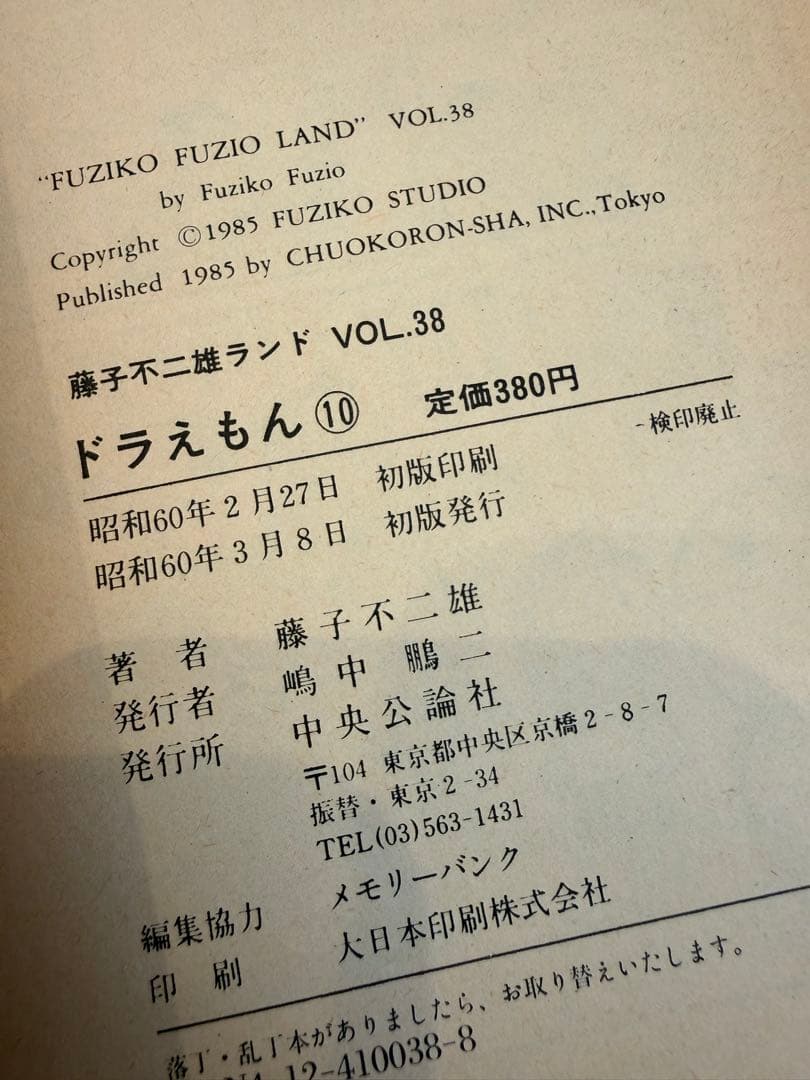 “FUZIKO FUZIO LAND” VOL.38
by Fuziko Fuzio
Copyright ©1985 FUZIKO STUDIO
Published 1985 by CHUOKORON-SHA, INC.,Tokyo
藤子不二雄ランド VOL.38
ドラえもん⑩ 定価380円
-検印廃止
昭和60年2月27日 初版印刷
昭和60年3月8日 初版発行
著者 藤子不二雄
発行者 嶋中鵬二
発行所 中央公論社
〒104 東京都中央区京橋2-8-7
振替・東京2-34
TEL(03)563-1431
編集協力 メモリーバンク
印刷 大日本印刷株式会社
落丁・乱丁本がありましたら、お取り替えいたします。
12-410038-8